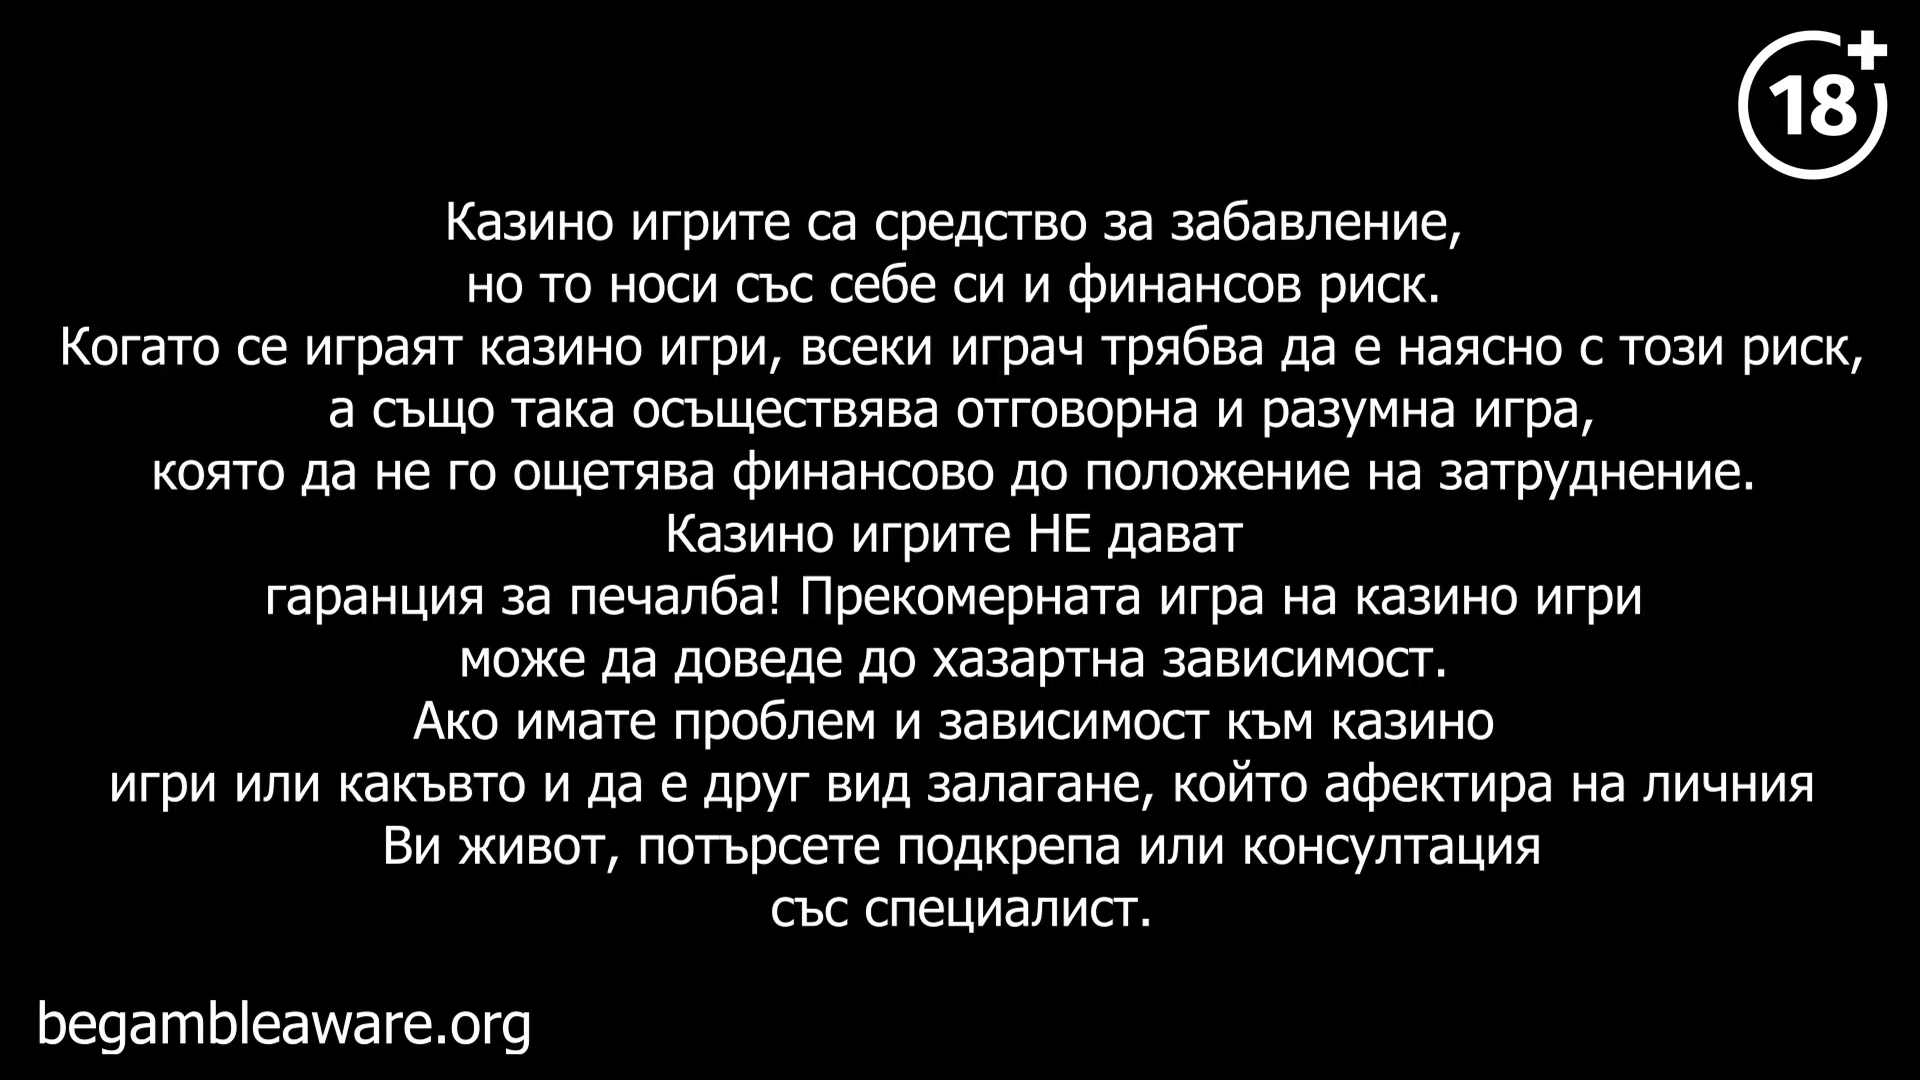 18+
Казино игрите са средство за забавление,
но то носи със себе си и финансов риск.
Когато се играят казино игри, всеки играч трябва да е наясно с този риск,
а също така осъществява отговорна и разумна игра,
която да не го ощетява финансово до положение на затруднение.
Казино игрите НЕ дават
гаранция за печалба! Прекомерната игра на казино игри
може да доведе до хазартна зависимост.
Ако имате проблем и зависимост към казино
игри или какъвто и да е друг вид залагане, който афектира на личния
Ви живот, потърсете подкрепа или консултация
със специалист.
begambleaware.org